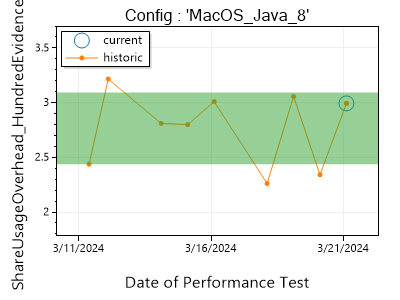 Config : 'MacOS_Java_8'
current
historic
ShareUsageOverhead_HundredEvidence
3.5
3
2.5
2
3/11/2024
3/16/2024
3/21/2024
Date of Performance Test